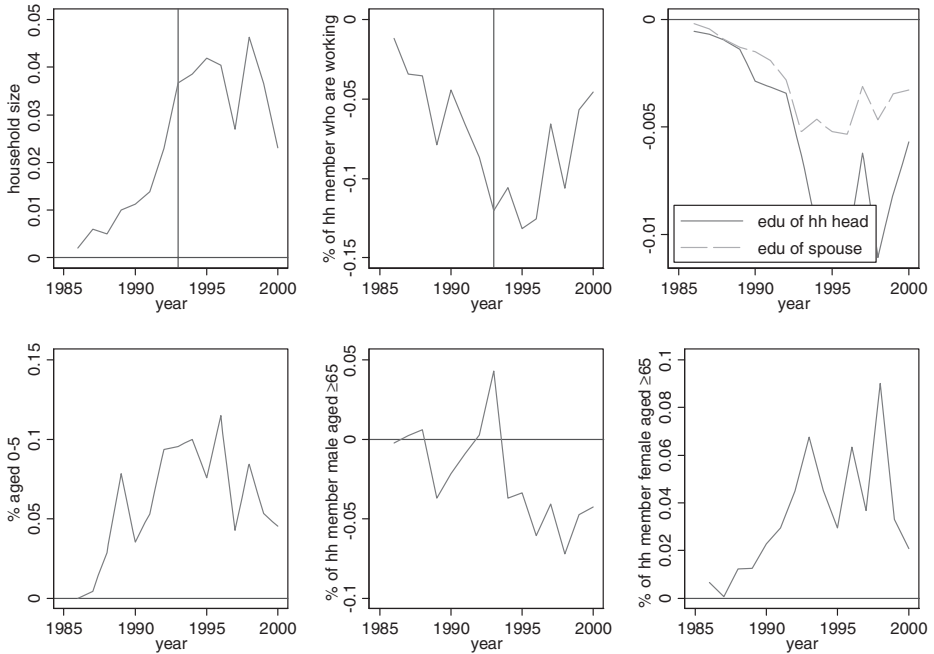 household size
0.05
0.04
0.03
0.02
0.01
0
1985 1990 1995 2000
year
% of hh member who are working
0
-0.05
-0.1
-0.15
1985 1990 1995 2000
year
0
-0.005
-0.01
edu of hh head
edu of spouse
1985 1990 1995 2000
year
% aged 0-5
0.15
0.1
0.05
0
1985 1990 1995 2000
year
% of hh member male aged ≥65
0.05
0
-0.05
-0.1
1985 1990 1995 2000
year
% of hh member female aged ≥65
0.1
0.08
0.06
0.04
0.02
0
1985 1990 1995 2000
year